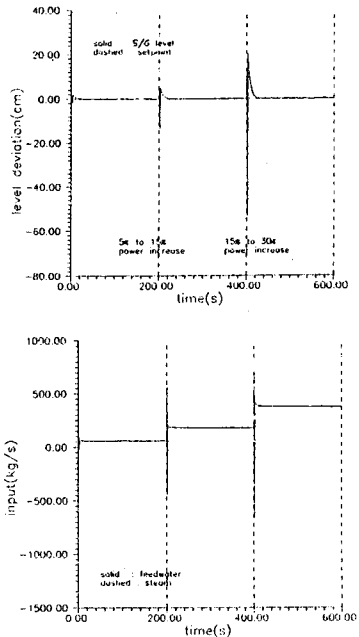 40.00
solid : S/G level
dashed : setpoint
20.00
0.00
-20.00
-40.00
-60.00
-80.00
level deviation(cm)
5% to 15%
power increase
15% to 30%
power increase
0.00 200.00 400.00 600.00
time(s)
1000.00
500.00
0.00
-500.00
-1000.00
-1500.00
input(kg/s)
solid : feedwater
dashed : steam
0.00 200.00 400.00 600.00
time(s)